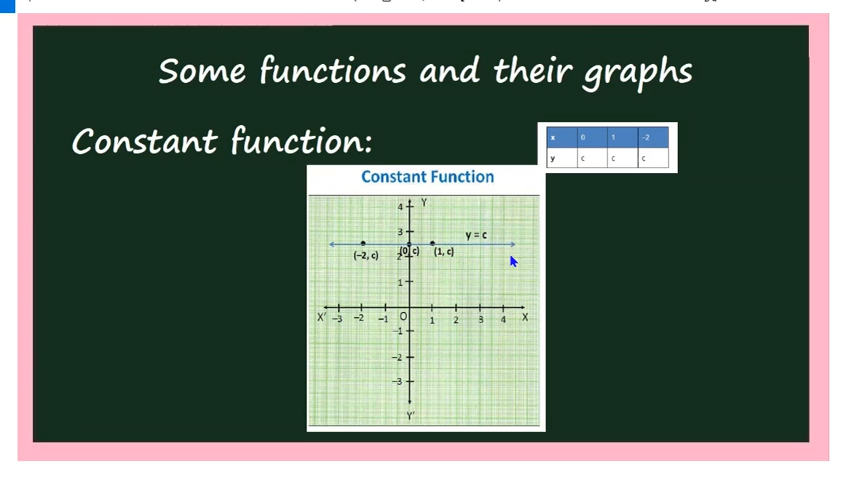 Some functions and their graphs
Constant function:
x 0 1 -2
y c c c
Constant Function
4 Y
3
y = c
(-2, c) (0, c) (1, c)
2
1
X' -3 -2 -1 O 1 2 3 4 X
-1
-2
-3
Y'